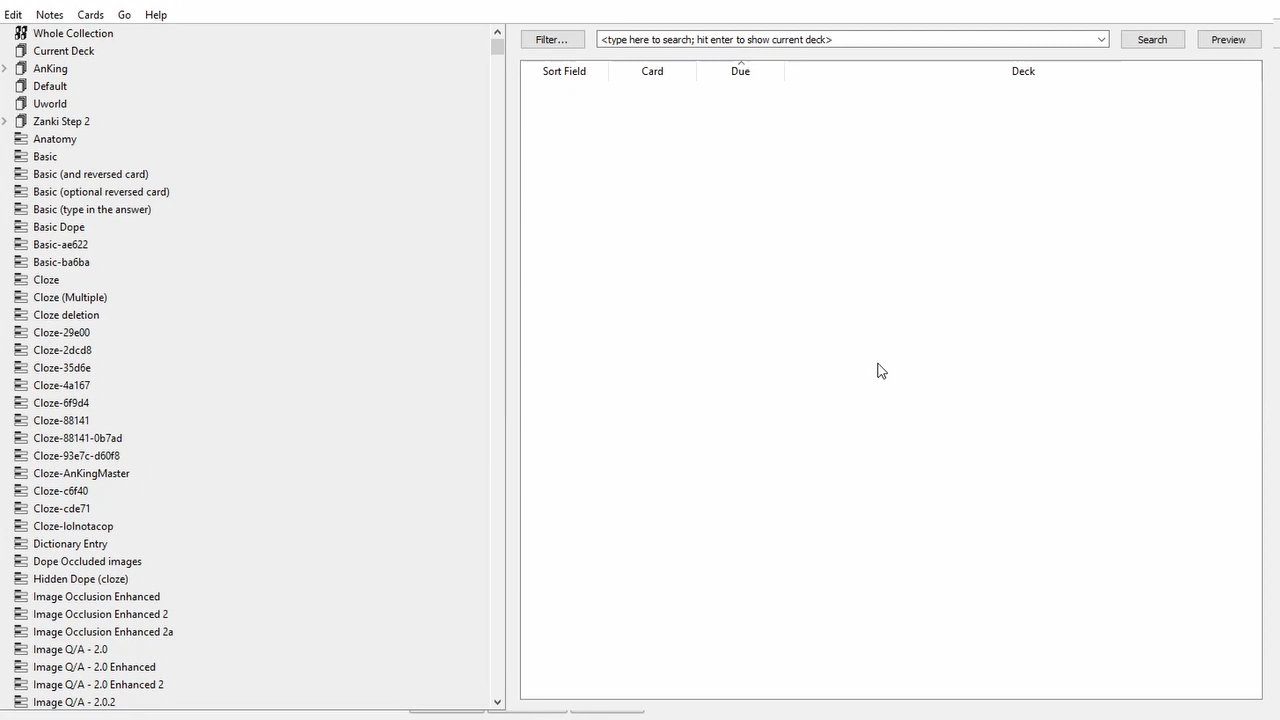 Edit Notes Cards Go Help
Whole Collection
Current Deck
AnKing
Default
Uworld
Zanki Step 2
Anatomy
Basic
Basic (and reversed card)
Basic (optional reversed card)
Basic (type in the answer)
Basic Dope
Basic-ae622
Basic-ba6ba
Cloze
Cloze (Multiple)
Cloze deletion
Cloze-29e00
Cloze-2dcd8
Cloze-35d6e
Cloze-4a167
Cloze-6f9d4
Cloze-88141
Cloze-88141-0b7ad
Cloze-93e7c-d60f8
Cloze-AnKingMaster
Cloze-c6f40
Cloze-cde71
Cloze-lolnotacop
Dictionary Entry
Dope Occluded images
Hidden Dope (cloze)
Image Occlusion Enhanced
Image Occlusion Enhanced 2
Image Occlusion Enhanced 2a
Image Q/A - 2.0
Image Q/A - 2.0 Enhanced
Image Q/A - 2.0 Enhanced 2
Image Q/A - 2.0.2
Filter... <type here to search; hit enter to show current deck> Search Preview
Sort Field Card Due Deck